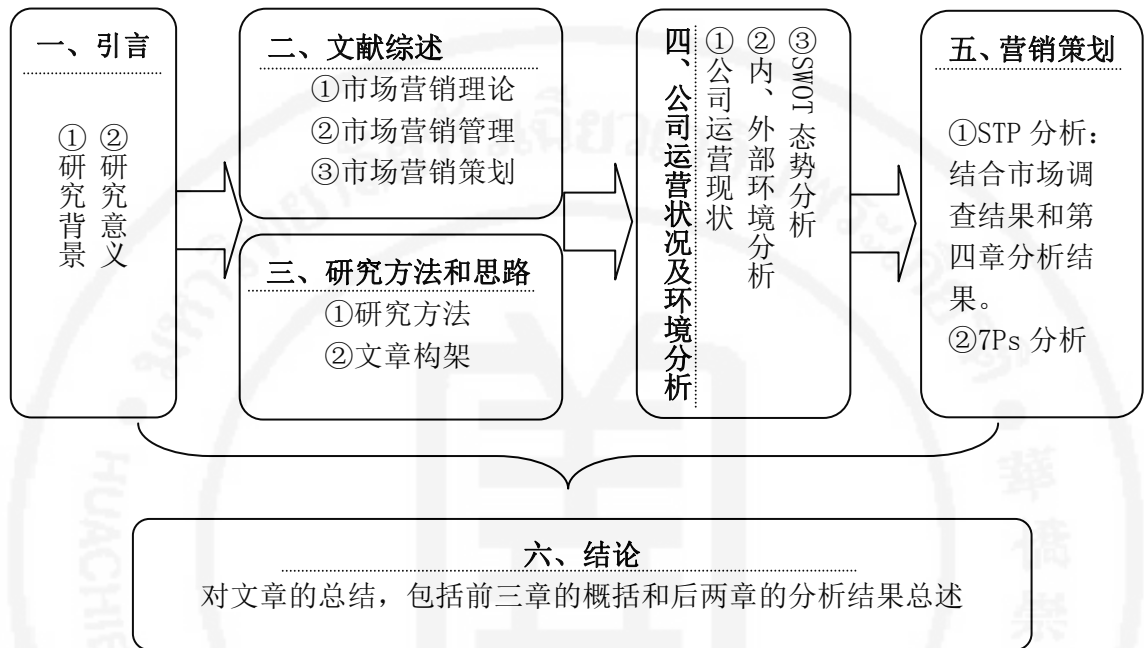 一、引言
①研究背景
②研究意义
二、文献综述
①市场营销理论
②市场营销管理
③市场营销策划
三、研究方法和思路
①研究方法
②文章构架
四、公司运营状况及环境分析
①公司运营现状
②内、外部环境分析
③SWOT 态势分析
五、营销策划
①STP 分析：
结合市场调
查结果和第
四章分析结
果。
②7Ps 分析
六、结论
对文章的总结，包括前三章的概括和后两章的分析结果总述
華
僑
崇